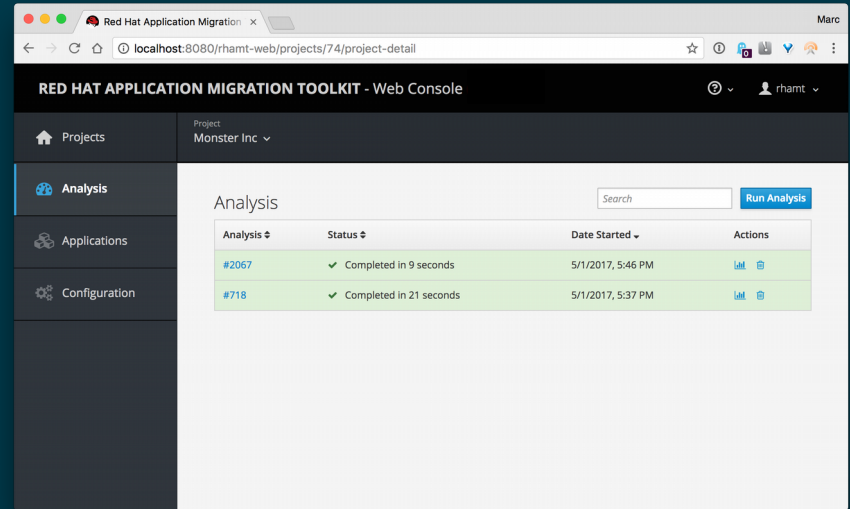 Red Hat Application Migration
Marc
localhost:8080/rhamt-web/projects/74/project-detail
0
RED HAT APPLICATION MIGRATION TOOLKIT - Web Console
rhamt
Projects
Project
Monster Inc
Analysis
Applications
Configuration
Analysis
Search
Run Analysis
Analysis Status Date Started Actions
#2067 Completed in 9 seconds 5/1/2017, 5:46 PM
#718 Completed in 21 seconds 5/1/2017, 5:37 PM